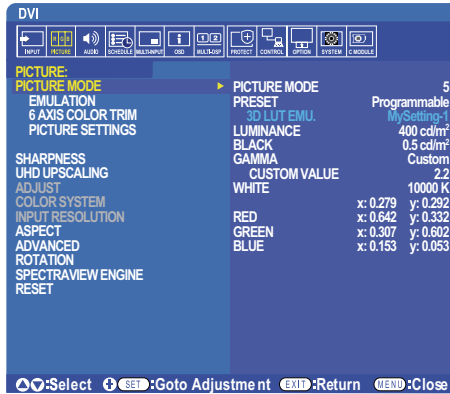 DVI
INPUT PICTURE AUDIO SCHEDULE MULTI-INPUT OSD MULTI-DSP PROTECT CONTROL OPTION SYSTEM C MODULE
PICTURE:
PICTURE MODE
EMULATION
6 AXIS COLOR TRIM
PICTURE SETTINGS
SHARPNESS
UHD UPSCALING
ADJUST
COLOR SYSTEM
INPUT RESOLUTION
ASPECT
ADVANCED
ROTATION
SPECTRAVIEW ENGINE
RESET
PICTURE MODE 5
PRESET Programmable
3D LUT EMU. MySetting-1
LUMINANCE 400 cd/m²
BLACK 0.5 cd/m²
GAMMA Custom
CUSTOM VALUE 2.2
WHITE 10000 K
x: 0.279 y: 0.292
RED x: 0.642 y: 0.332
GREEN x: 0.307 y: 0.602
BLUE x: 0.153 y: 0.053
:Select SET:Goto Adjustment EXIT:Return MENU:Close